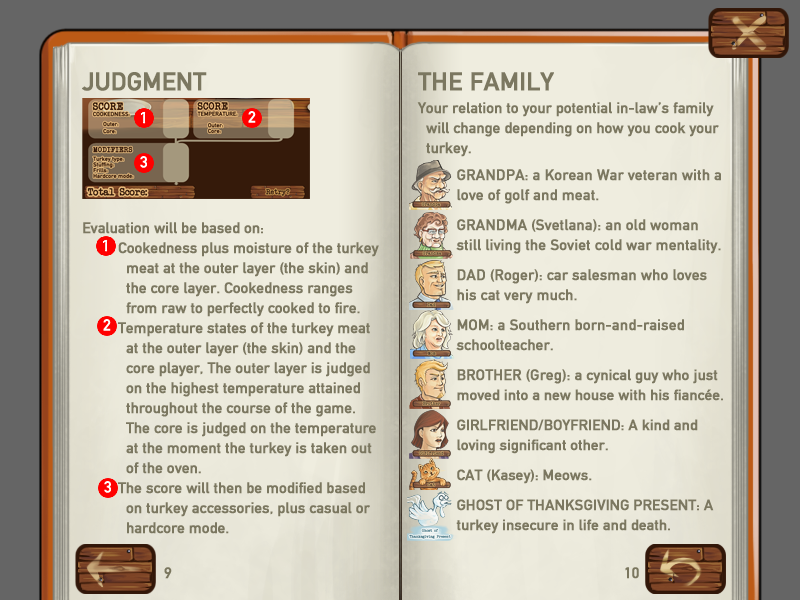 JUDGMENT
SCORE
COOKEDNESS.
Outer:
Core:
1
SCORE
TEMPERATURE.
Outer:
Core:
2
MODIFIERS
Turkey type:
Stuffing:
Frills:
Hardcore mode:
3
Total Score:
Retry?
Evaluation will be based on:
1 Cookedness plus moisture of the turkey
meat at the outer layer (the skin) and
the core layer. Cookedness ranges
from raw to perfectly cooked to fire.
2 Temperature states of the turkey meat
at the outer layer (the skin) and the
core player. The outer layer is judged
on the highest temperature attained
throughout the course of the game.
The core is judged on the temperature
at the moment the turkey is taken out
of the oven.
3 The score will then be modified based
on turkey accessories, plus casual or
hardcore mode.
9
THE FAMILY
Your relation to your potential in-law's family
will change depending on how you cook your
turkey.
GRANDPA: a Korean War veteran with a
love of golf and meat.
GRANDMA (Svetlana): an old woman
still living the Soviet cold war mentality.
DAD (Roger): car salesman who loves
his cat very much.
MOM: a Southern born-and-raised
schoolteacher.
BROTHER (Greg): a cynical guy who just
moved into a new house with his fiancée.
GIRLFRIEND/BOYFRIEND: A kind and
loving significant other.
CAT (Kasey): Meows.
GHOST OF THANKSGIVING PRESENT: A
turkey insecure in life and death.
Ghost of
Thanksgiving Present
10